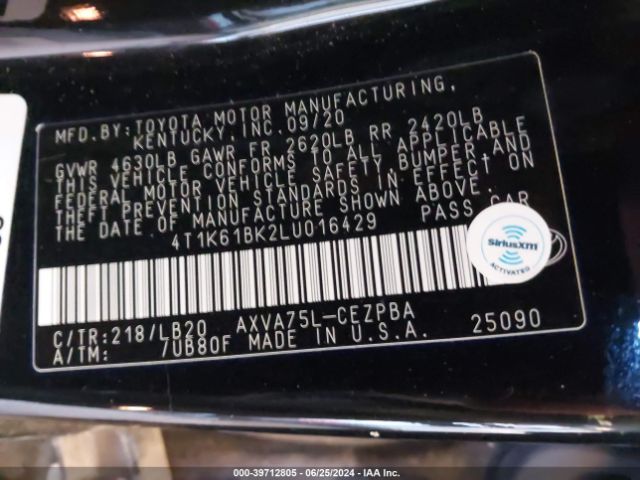 MFD. BY: TOYOTA MOTOR MANUFACTURING,
KENTUCKY, INC. 09/20
GVWR 4630LB GAWR FR 2620LB RR 2420LB
THIS VEHICLE CONFORMS TO ALL APPLICABLE
FEDERAL MOTOR VEHICLE SAFETY, BUMPER AND
THEFT PREVENTION STANDARDS IN EFFECT ON
THE DATE OF MANUFACTURE SHOWN ABOVE.
4T1K61BK2LU016429 PASS CAR
SiriusXM
ACTIVATED
C/TR: 218/LB20 AXVA75L-CEZPBA
A/TM: /UB80F MADE IN U.S.A. 25090
000-39712805 | 06/25/2024 | IAA Inc.